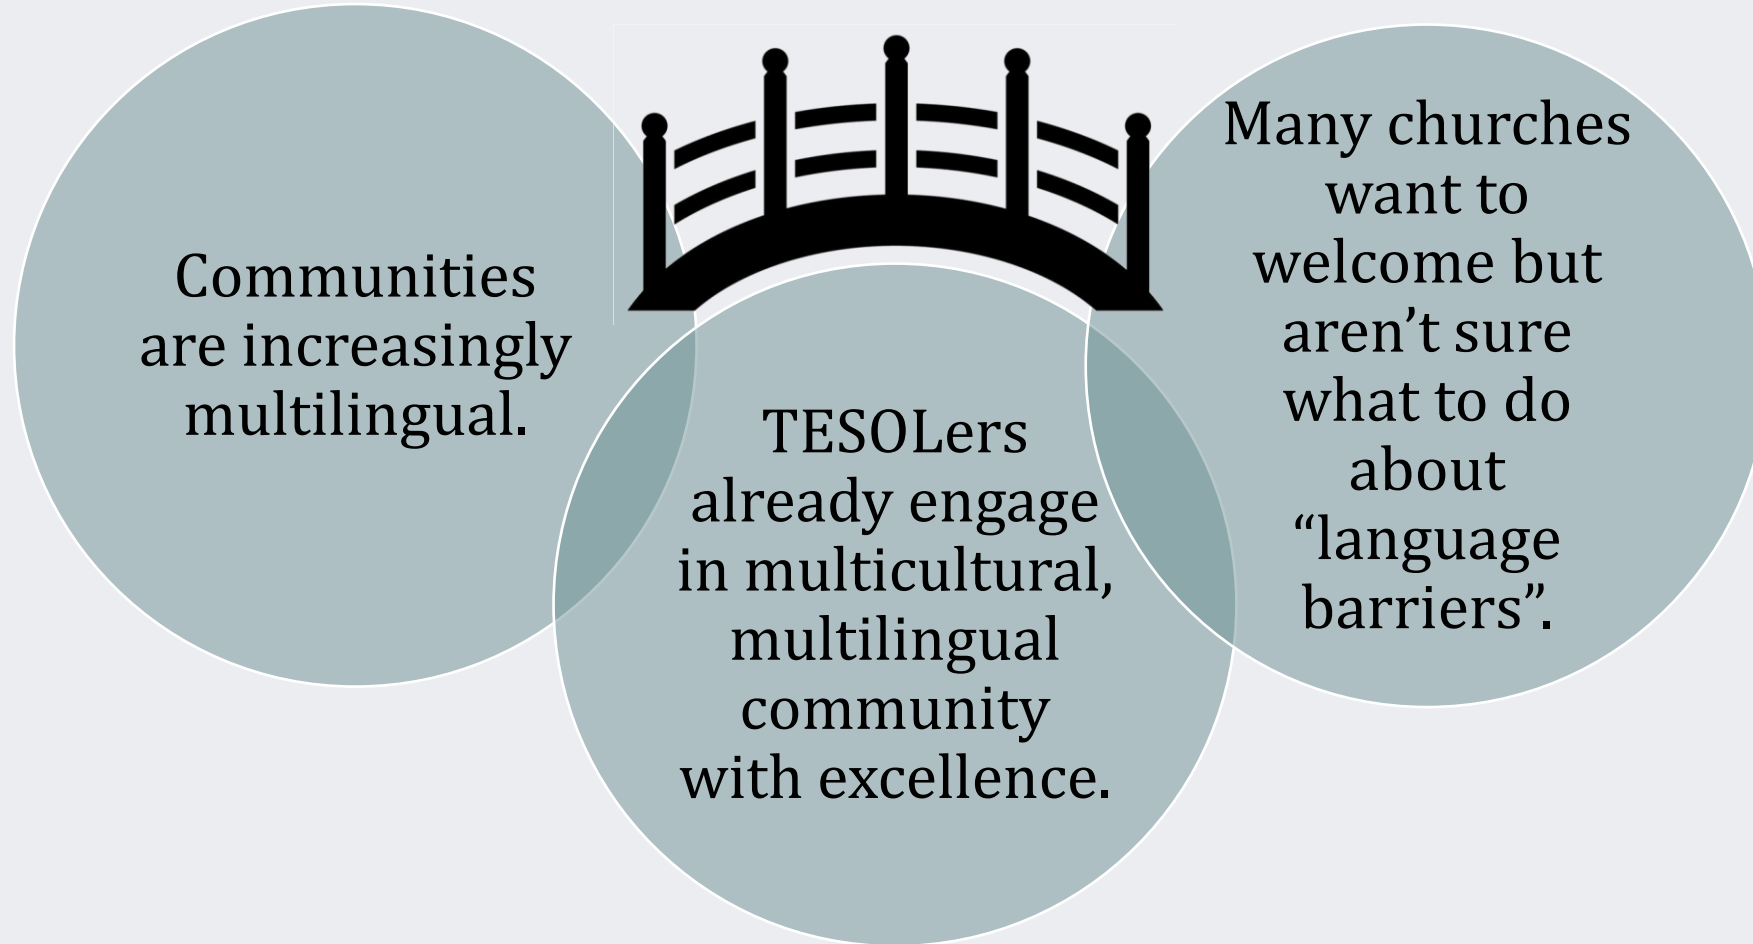 Communities
are increasingly
multilingual.
TESOLers
already engage
in multicultural,
multilingual
community
with excellence.
Many churches
want to
welcome but
aren’t sure
what to do
about
“language
barriers”.